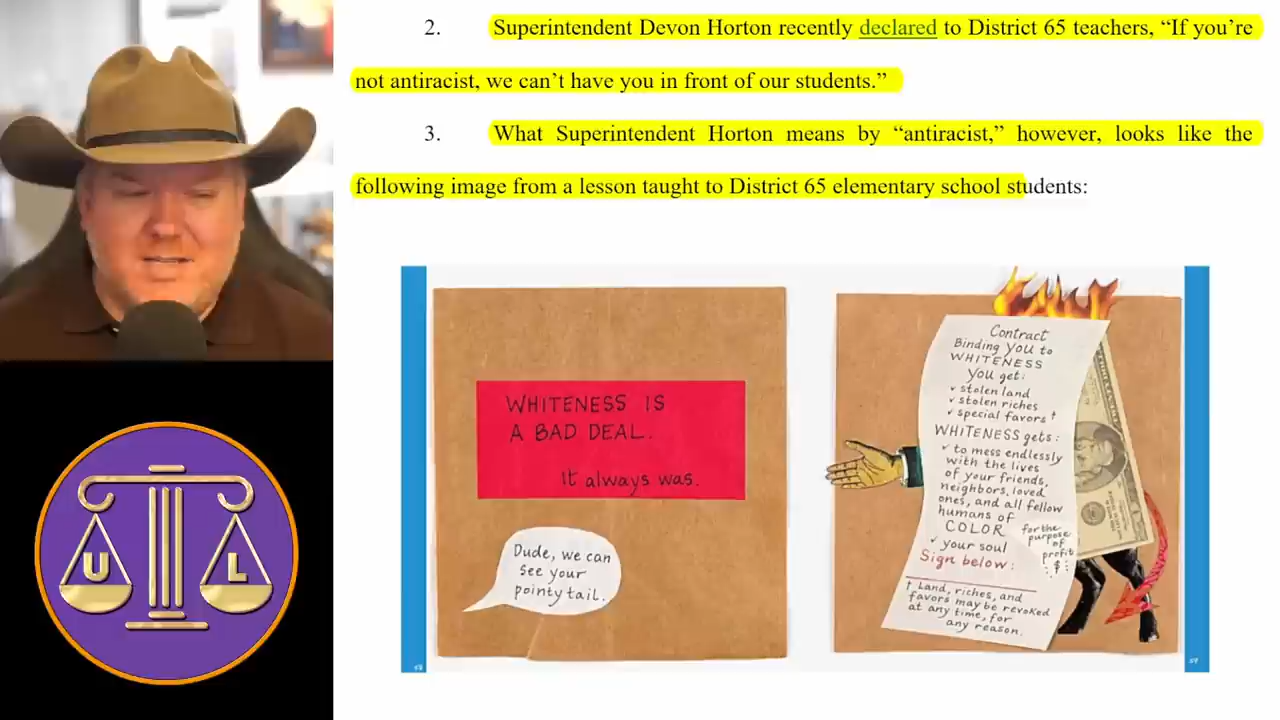 2. Superintendent Devon Horton recently declared to District 65 teachers, “If you’re
not antiracist, we can’t have you in front of our students.”
3. What Superintendent Horton means by “antiracist,” however, looks like the
following image from a lesson taught to District 65 elementary school students:
WHITENESS IS
A BAD DEAL.
It always was.
Dude, we can
see your
pointy tail.
Contract
Binding YOU to
WHITENESS
You get:
✓ stolen land
✓ stolen riches
✓ special favors †
WHITENESS gets:
✓ to mess endlessly
with the lives
of your friends,
neighbors, loved
ones, and all fellow
humans of
COLOR
for the
purpose
of
profit
$
✓ your soul
Sign below:
† Land, riches, and
favors may be revoked
at any time, for
any reason.
U L